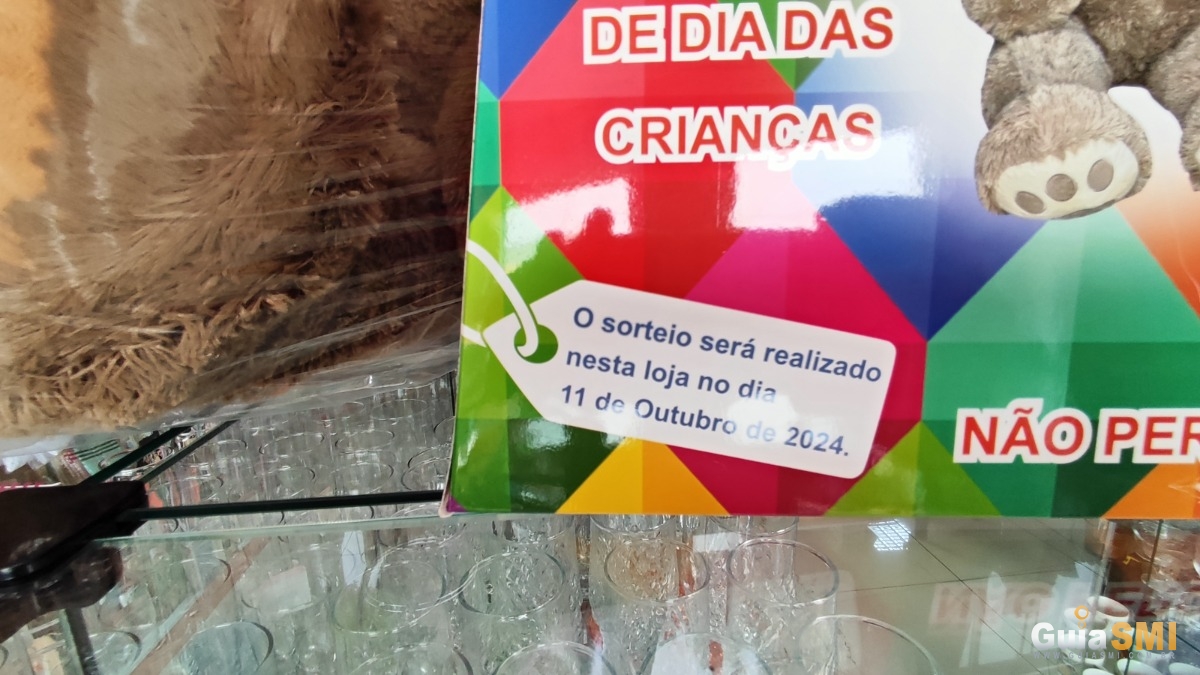 DE DIA DAS
CRIANÇAS
O sorteio será realizado
nesta loja no dia
11 de Outubro de 2024.
NÃO PER
GuiaSMI